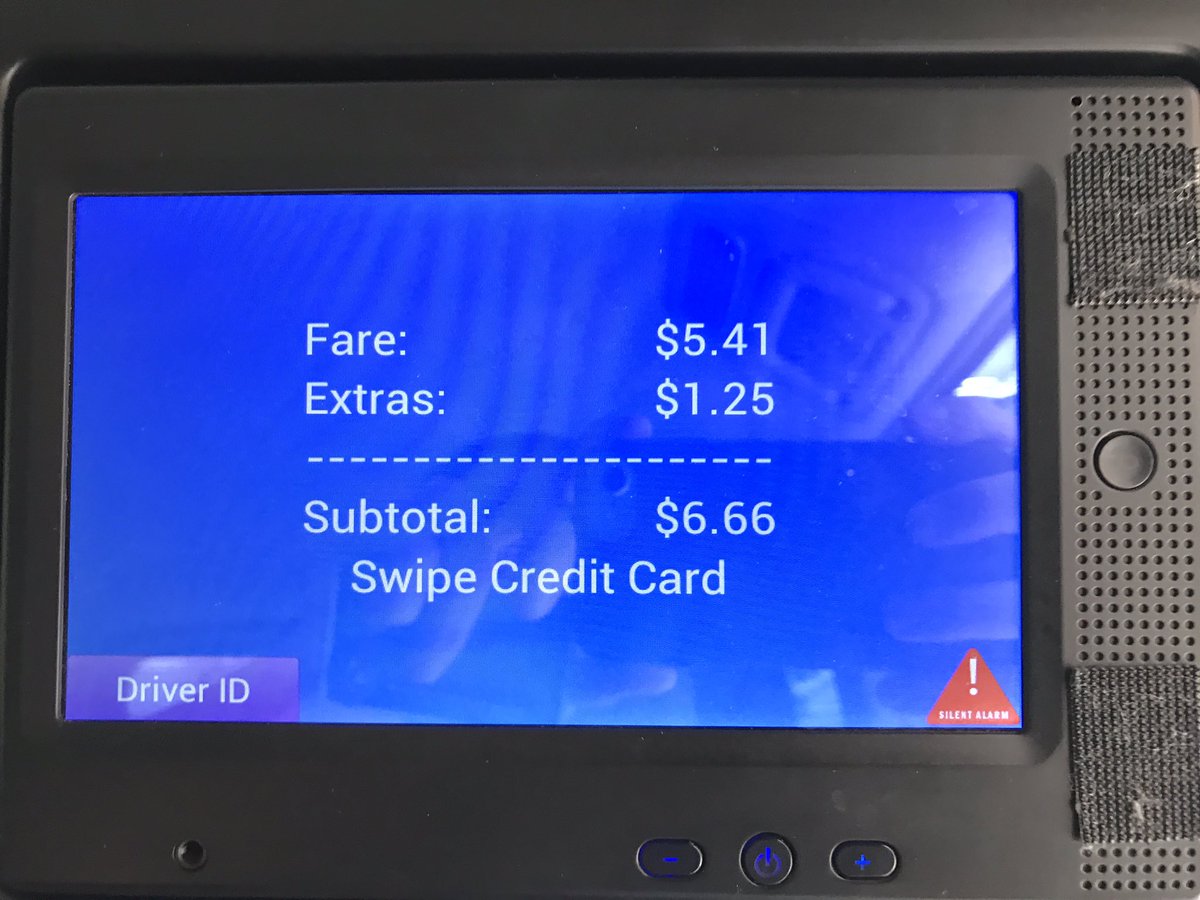 Fare: $5.41
Extras: $1.25
----------------------
Subtotal: $6.66
Swipe Credit Card
Driver ID
!
SILENT ALARM
- +